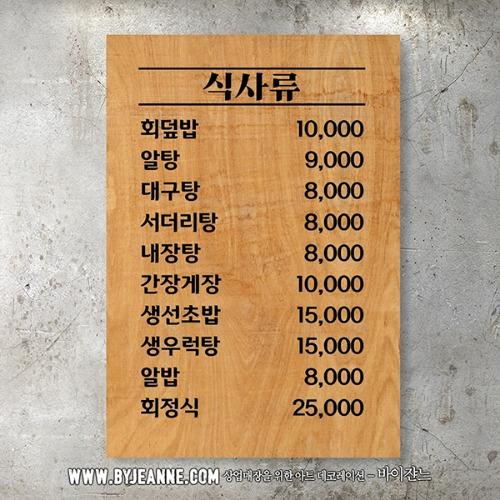 식사류
회덮밥 10,000
알탕 9,000
대구탕 8,000
서더리탕 8,000
내장탕 8,000
간장게장 10,000
생선초밥 15,000
생우럭탕 15,000
알밥 8,000
회정식 25,000
WWW.BYJEANNE.COM 상업매장을 위한 아트 데코레이션 - 바이쟌느